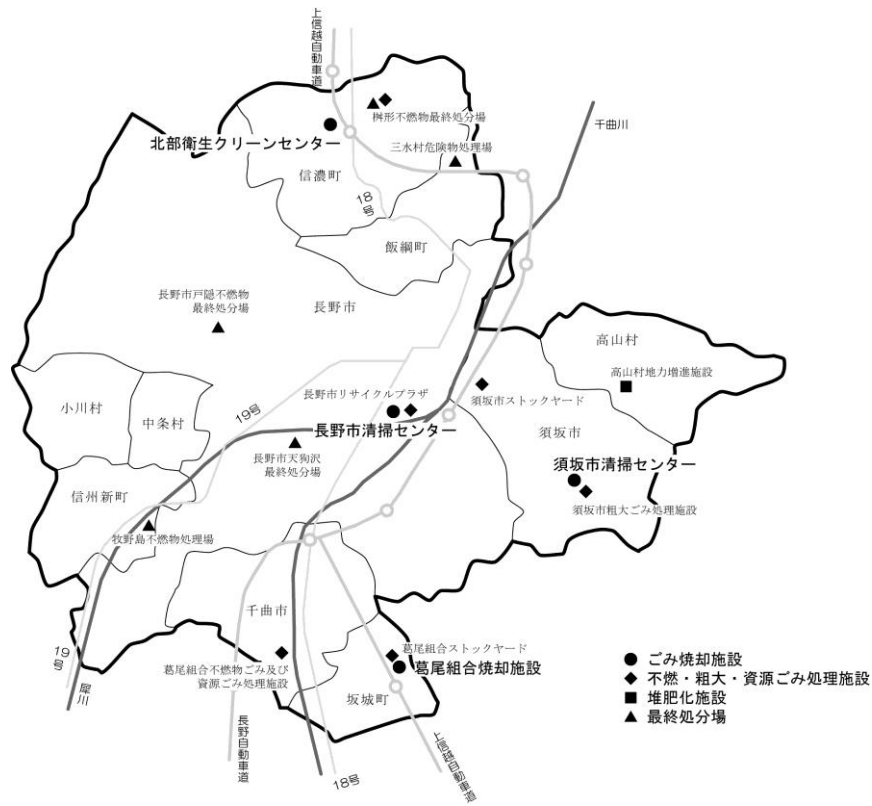 上信越自動車道
千曲川
桝形不燃物最終処分場
北部衛生クリーンセンター
三水村危険物処理場
信濃町
18号
飯綱町
長野市戸隠不燃物
最終処分場
長野市
高山村
高山村地力増進施設
小川村
中条村
19号
長野市リサイクルプラザ
須坂市ストックヤード
長野市清掃センター
須坂市
長野市天狗沢
最終処分場
須坂市清掃センター
信州新町
須坂市粗大ごみ処理施設
牧野島不燃物処理場
千曲市
19号
犀川
葛尾組合不燃物ごみ及び
資源ごみ処理施設
葛尾組合ストックヤード
葛尾組合焼却施設
坂城町
長野自動車道
18号
上信越自動車道
●ごみ焼却施設
◆不燃・粗大・資源ごみ処理施設
■堆肥化施設
▲最終処分場